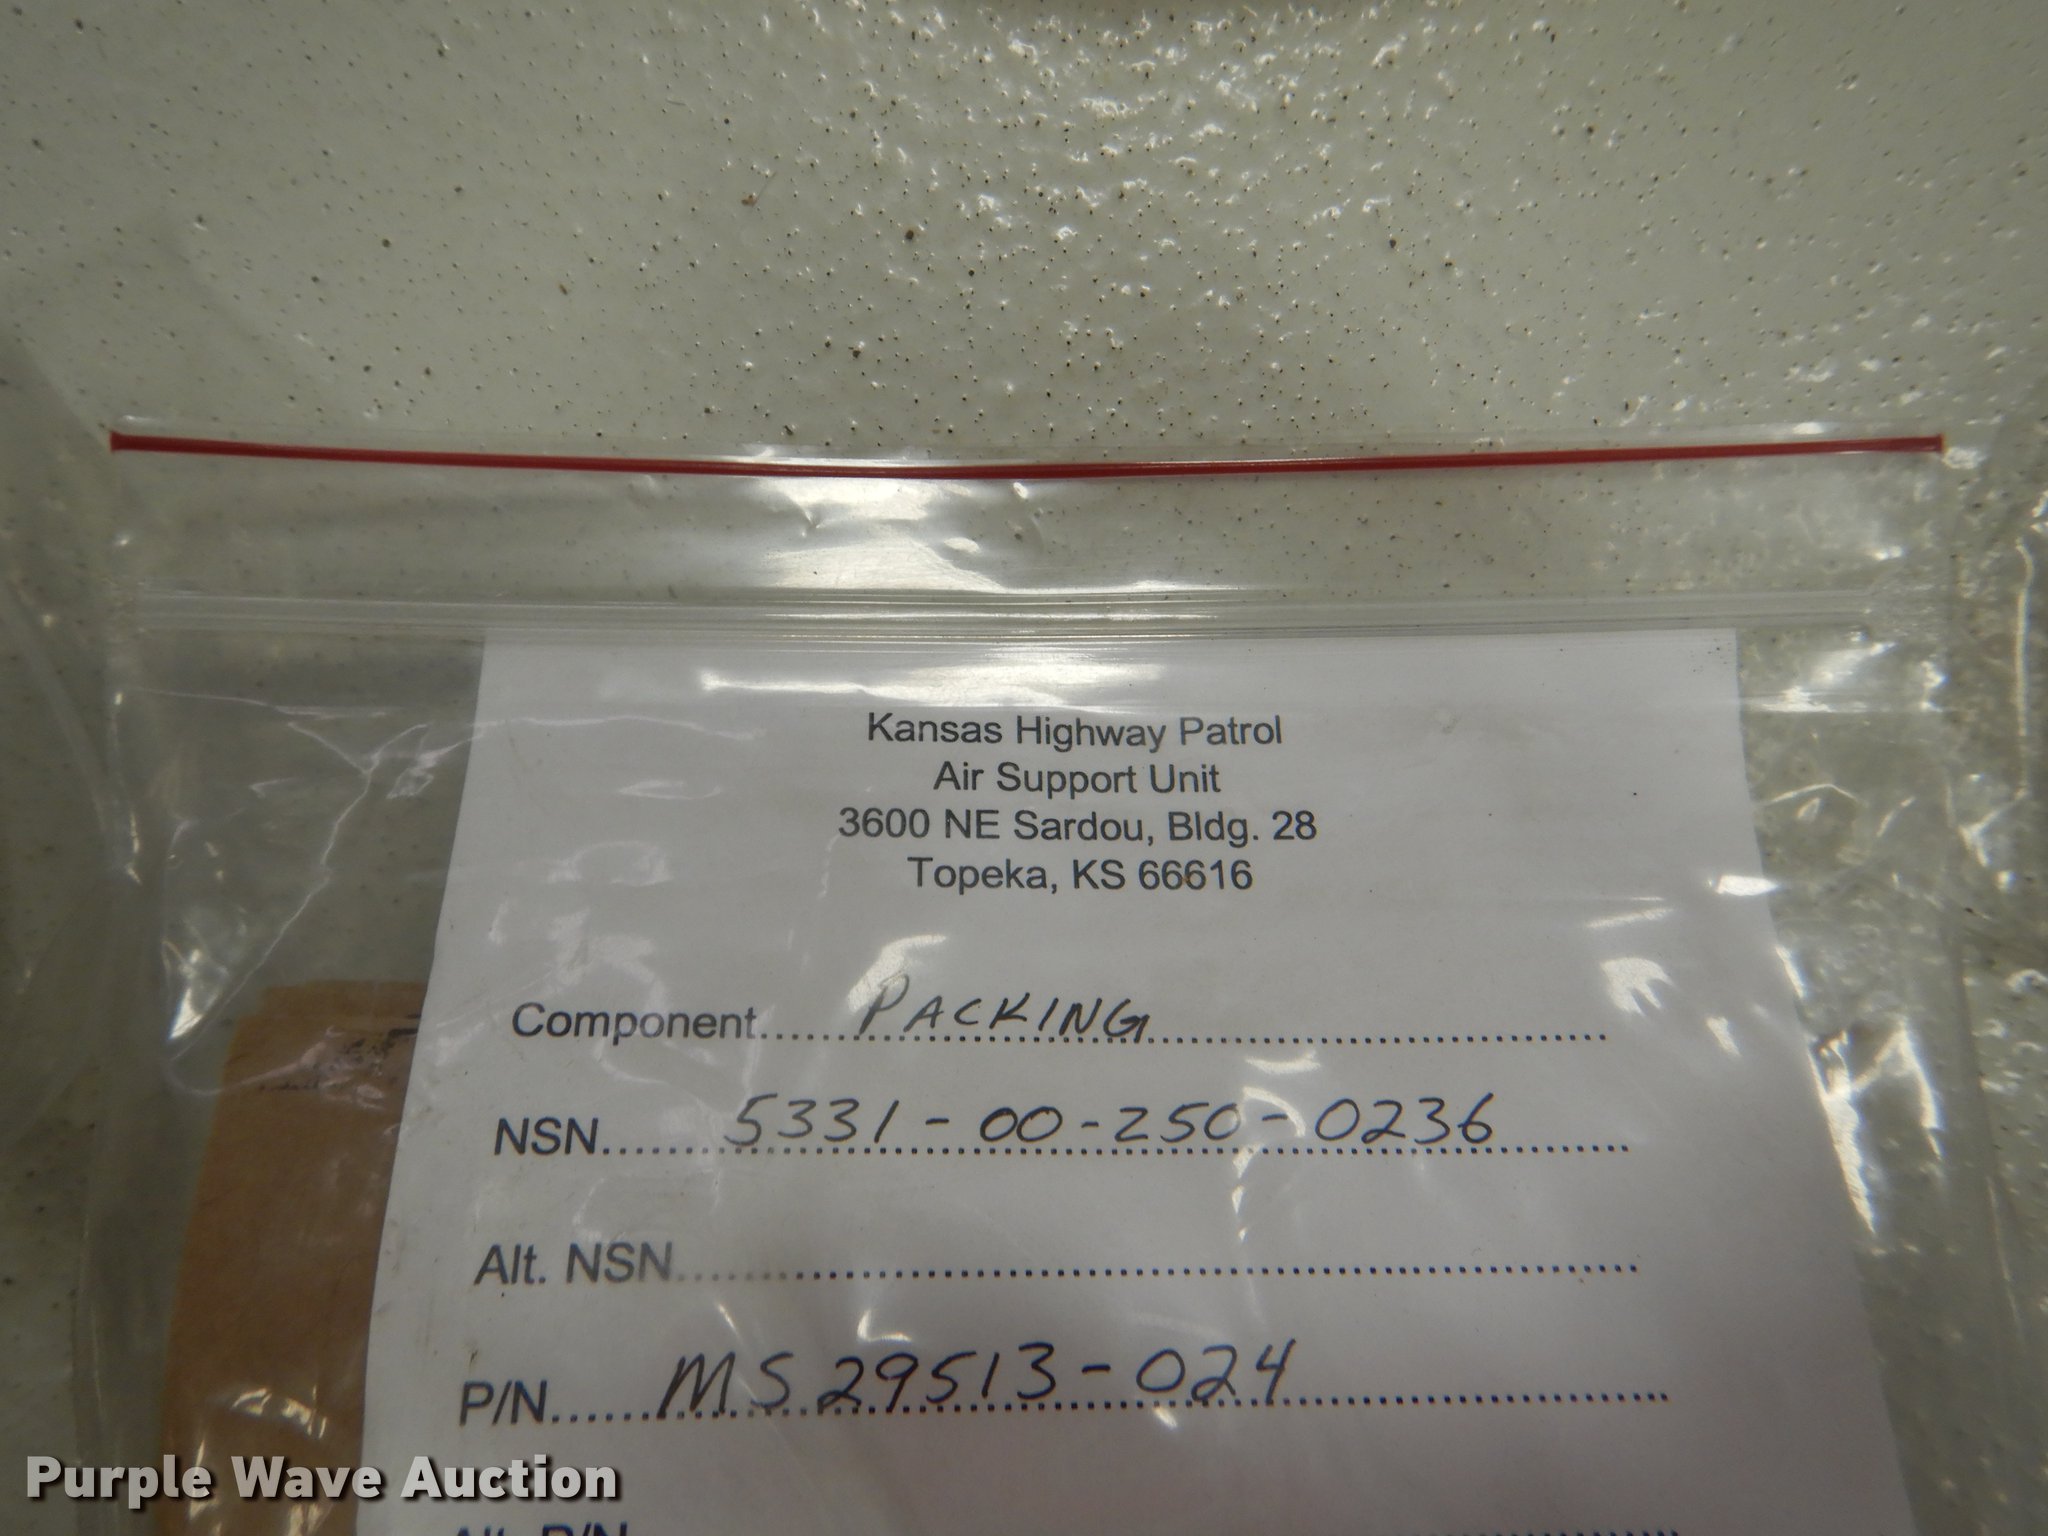 Kansas Highway Patrol
Air Support Unit
3600 NE Sardou, Bldg. 28
Topeka, KS 66616
Component......PACKING......
NSN......5331-00-250-0236......
Alt. NSN......
P/N......MS29513-024......
Alt. P/N......
Purple Wave Auction